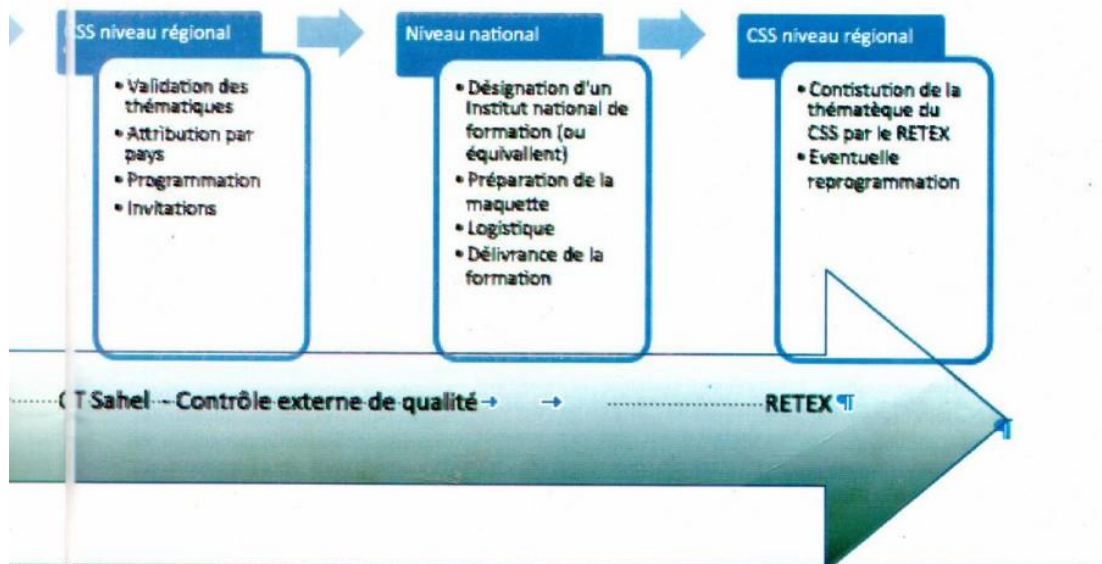 CSS niveau régional
• Validation des
thématiques
• Attribution par
pays
• Programmation
• Invitations
Niveau national
• Désignation d'un
Institut national de
formation (ou
équivallent)
• Préparation de la
maquette
• Logistique
• Délivrance de la
formation
CSS niveau régional
• Contistution de la
thématèque du
CSS par le RETEX
• Eventuelle
reprogrammation
CT Sahel - Contrôle externe de qualité → → RETEX ¶
¶